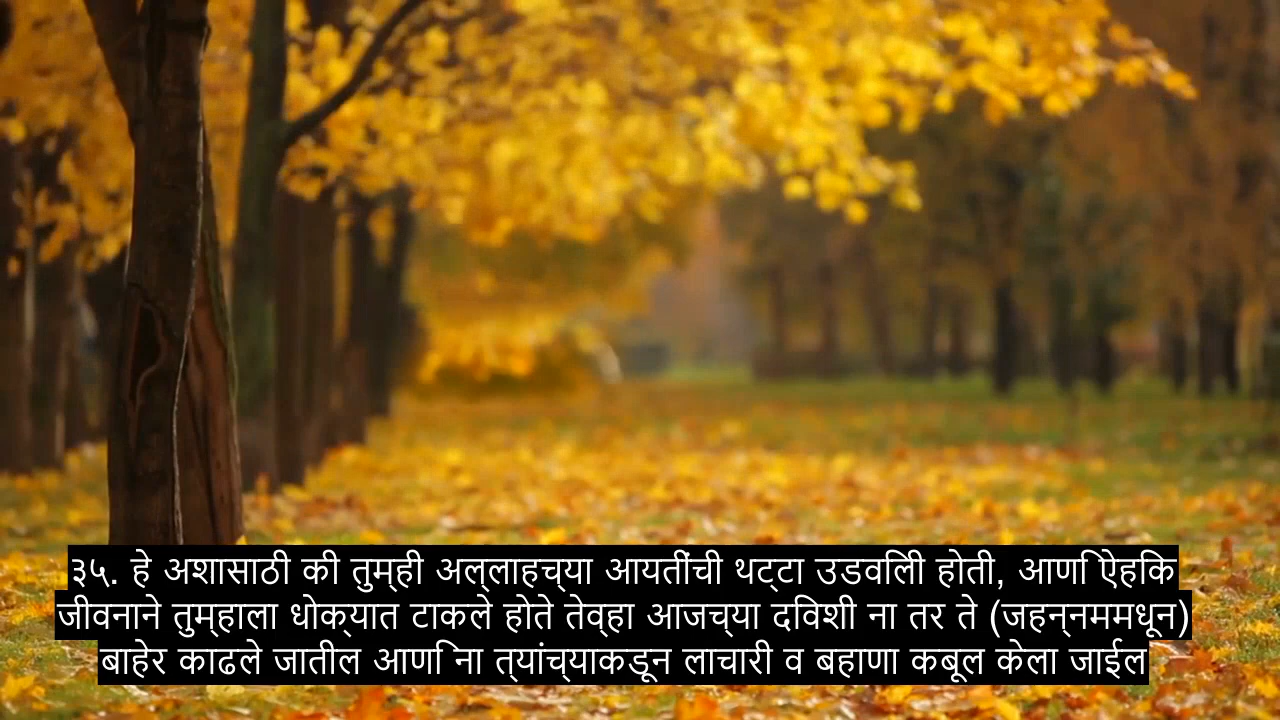 ३५. हे अशासाठी की तुम्ही अल्लाहच्या आयतींची थट्टा उडविली होती, आणि ऐहिक
जीवनाने तुम्हाला धोक्यात टाकले होते तेव्हा आजच्या दिवशी ना तर ते (जहन्नममधून)
बाहेर काढले जातील आणि ना त्यांच्याकडून लाचारी व बहाणा कबूल केला जाईल